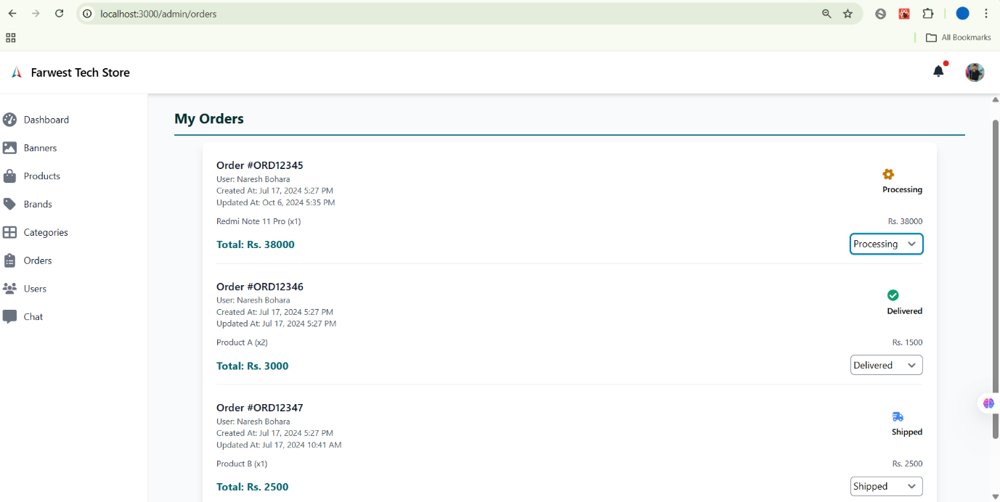 localhost:3000/admin/orders
All Bookmarks
Farwest Tech Store
Dashboard
Banners
Products
Brands
Categories
Orders
Users
Chat
My Orders
Order #ORD12345
User: Naresh Bohara
Created At: Jul 17, 2024 5:27 PM
Updated At: Oct 6, 2024 5:35 PM
Processing
Redmi Note 11 Pro (x1) Rs. 38000
Total: Rs. 38000 Processing
Order #ORD12346
User: Naresh Bohara
Created At: Jul 17, 2024 5:27 PM
Updated At: Jul 17, 2024 5:27 PM
Delivered
Product A (x2) Rs. 1500
Total: Rs. 3000 Delivered
Order #ORD12347
User: Naresh Bohara
Created At: Jul 17, 2024 5:27 PM
Updated At: Jul 17, 2024 10:41 AM
Shipped
Product B (x1) Rs. 2500
Total: Rs. 2500 Shipped